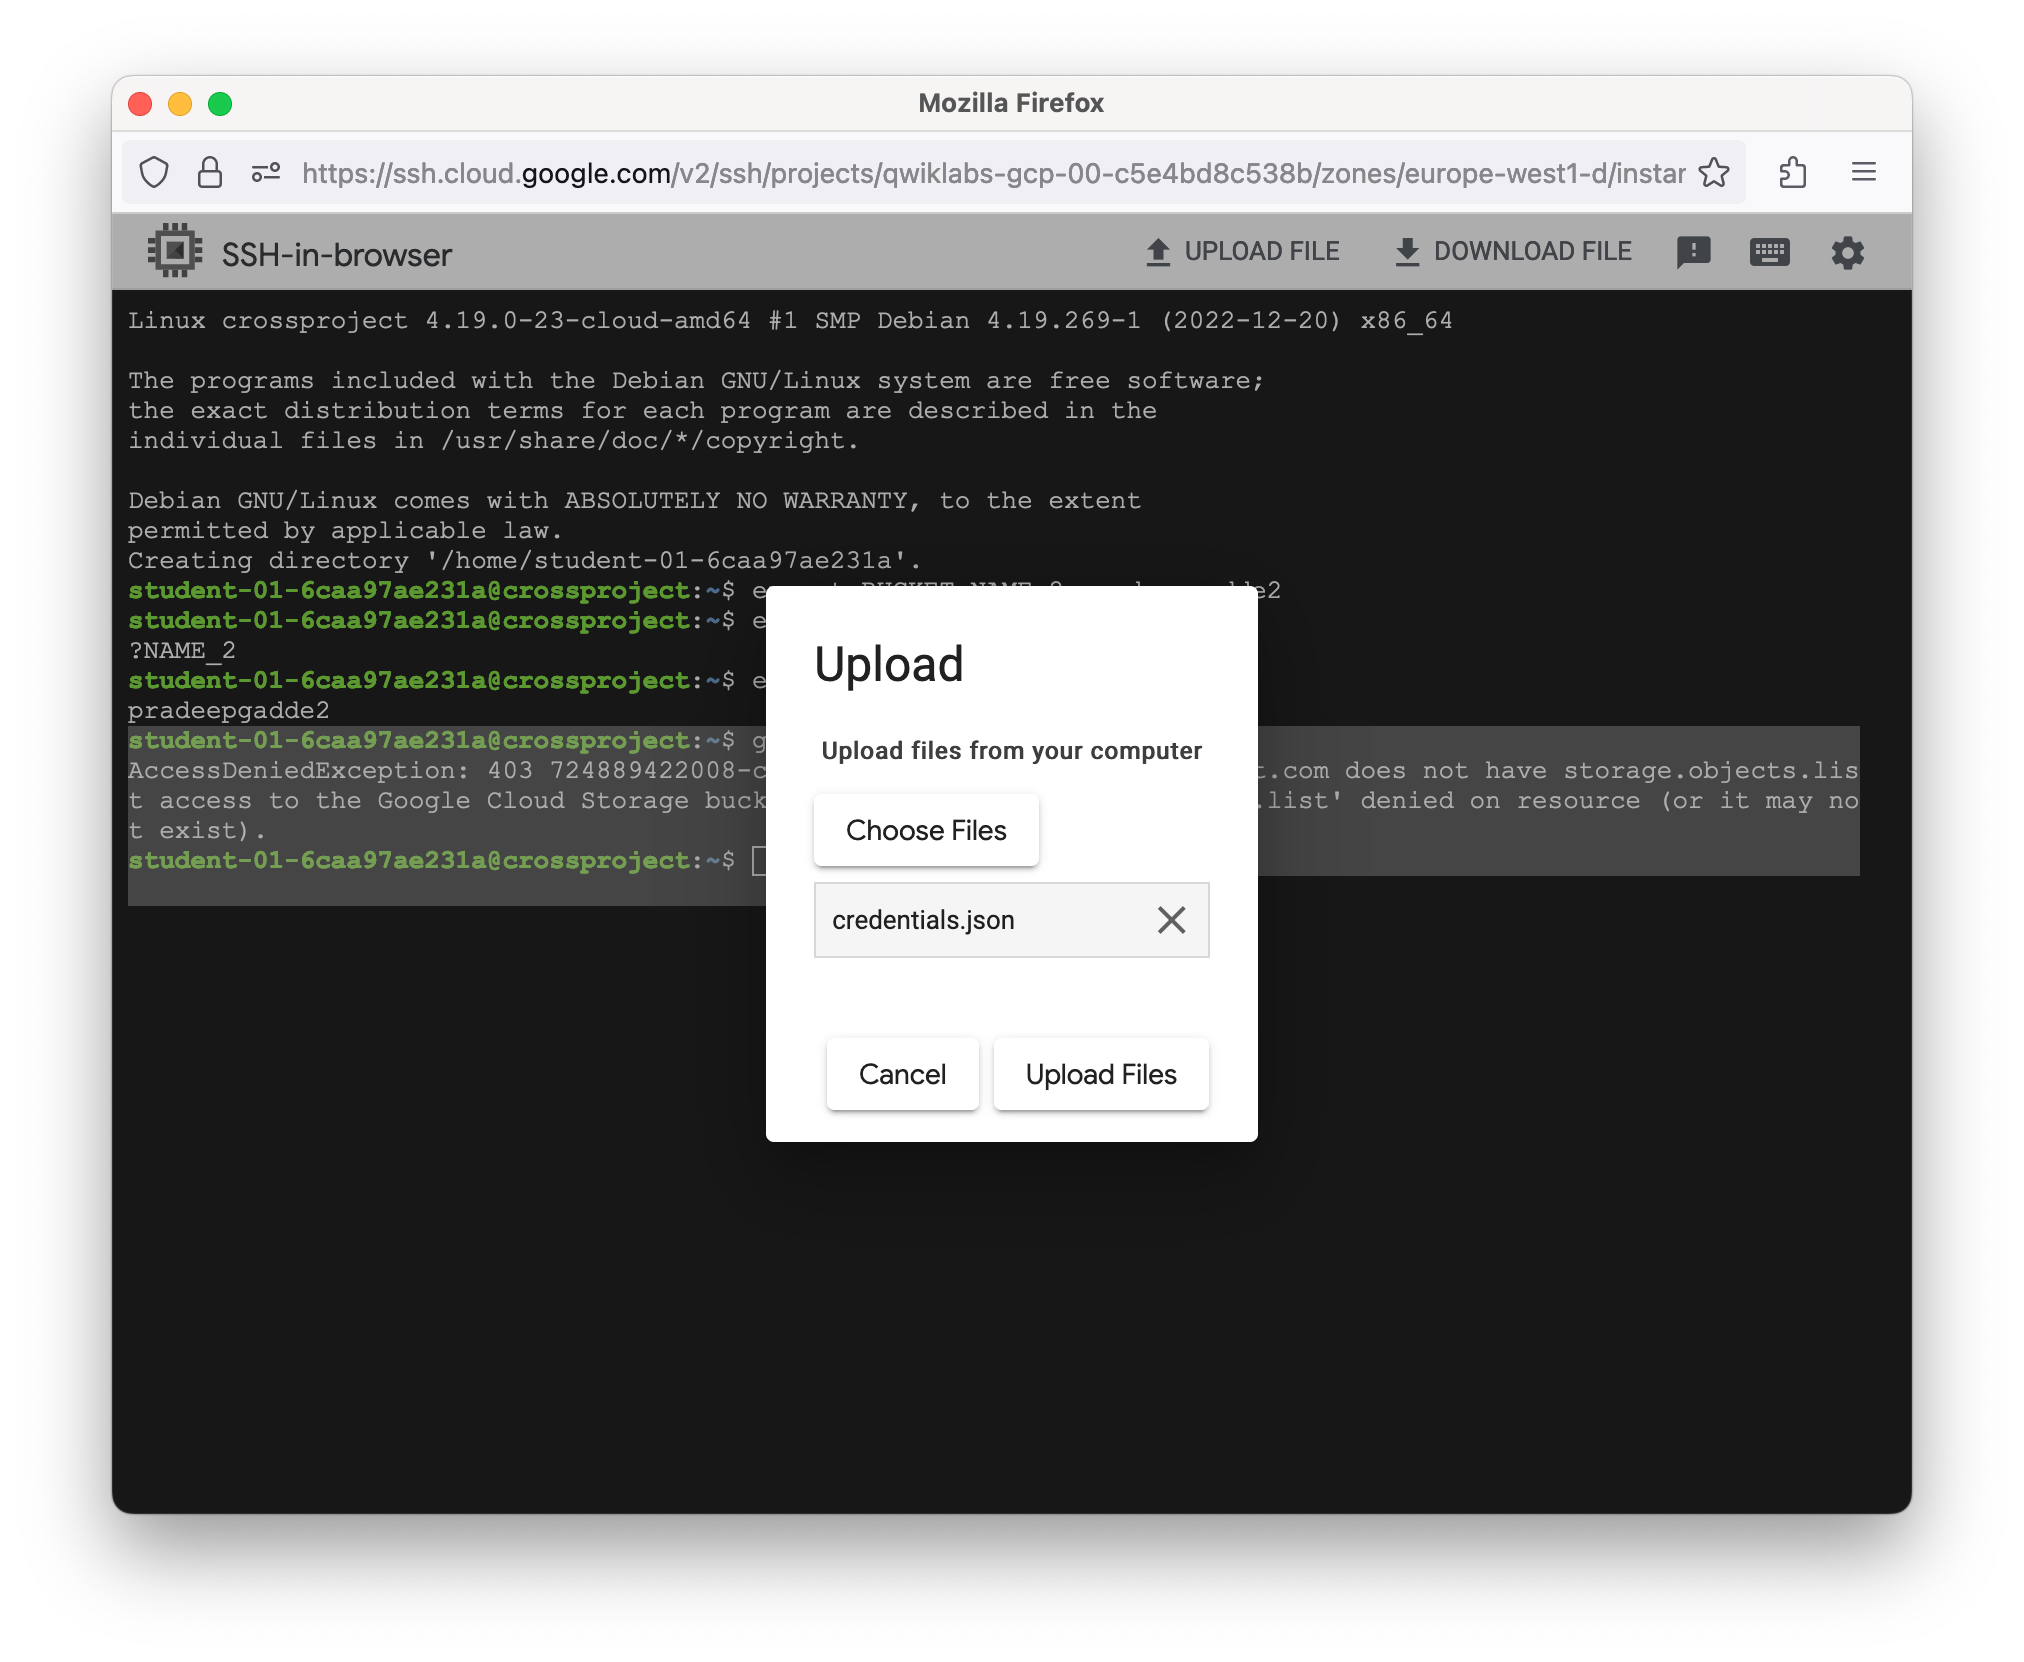 Mozilla Firefox
https://ssh.cloud.google.com/v2/ssh/projects/qwiklabs-gcp-00-c5e4bd8c538b/zones/europe-west1-d/instar
SSH-in-browser
UPLOAD FILE
DOWNLOAD FILE
Linux crossproject 4.19.0-23-cloud-amd64 #1 SMP Debian 4.19.269-1 (2022-12-20) x86_64
The programs included with the Debian GNU/Linux system are free software;
the exact distribution terms for each program are described in the
individual files in /usr/share/doc/*/copyright.
Debian GNU/Linux comes with ABSOLUTELY NO WARRANTY, to the extent
permitted by applicable law.
Creating directory '/home/student-01-6caa97ae231a'.
student-01-6caa97ae231a@crossproject:~$ e
student-01-6caa97ae231a@crossproject:~$ e
?NAME_2
student-01-6caa97ae231a@crossproject:~$ e
pradeepgadde2
student-01-6caa97ae231a@crossproject:~$ g
AccessDeniedException: 403 724889422008-c t.com does not have storage.objects.lis
t access to the Google Cloud Storage buck .list' denied on resource (or it may no
t exist).
student-01-6caa97ae231a@crossproject:~$
Upload
Upload files from your computer
Choose Files
credentials.json
Cancel
Upload Files